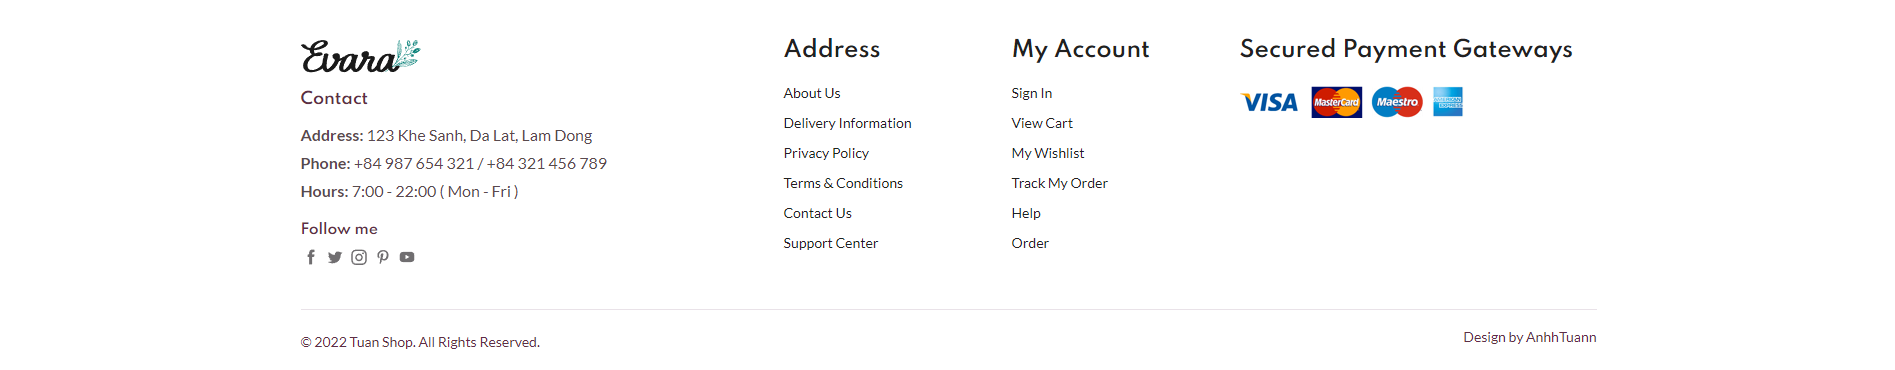 Evara
Contact
Address: 123 Khe Sanh, Da Lat, Lam Dong
Phone: +84 987 654 321 / +84 321 456 789
Hours: 7:00 - 22:00 ( Mon - Fri )
Follow me
Address
About Us
Delivery Information
Privacy Policy
Terms & Conditions
Contact Us
Support Center
My Account
Sign In
View Cart
My Wishlist
Track My Order
Help
Order
Secured Payment Gateways
VISA MasterCard Maestro AMERICAN EXPRESS
© 2022 Tuan Shop. All Rights Reserved.
Design by AnhhTuann